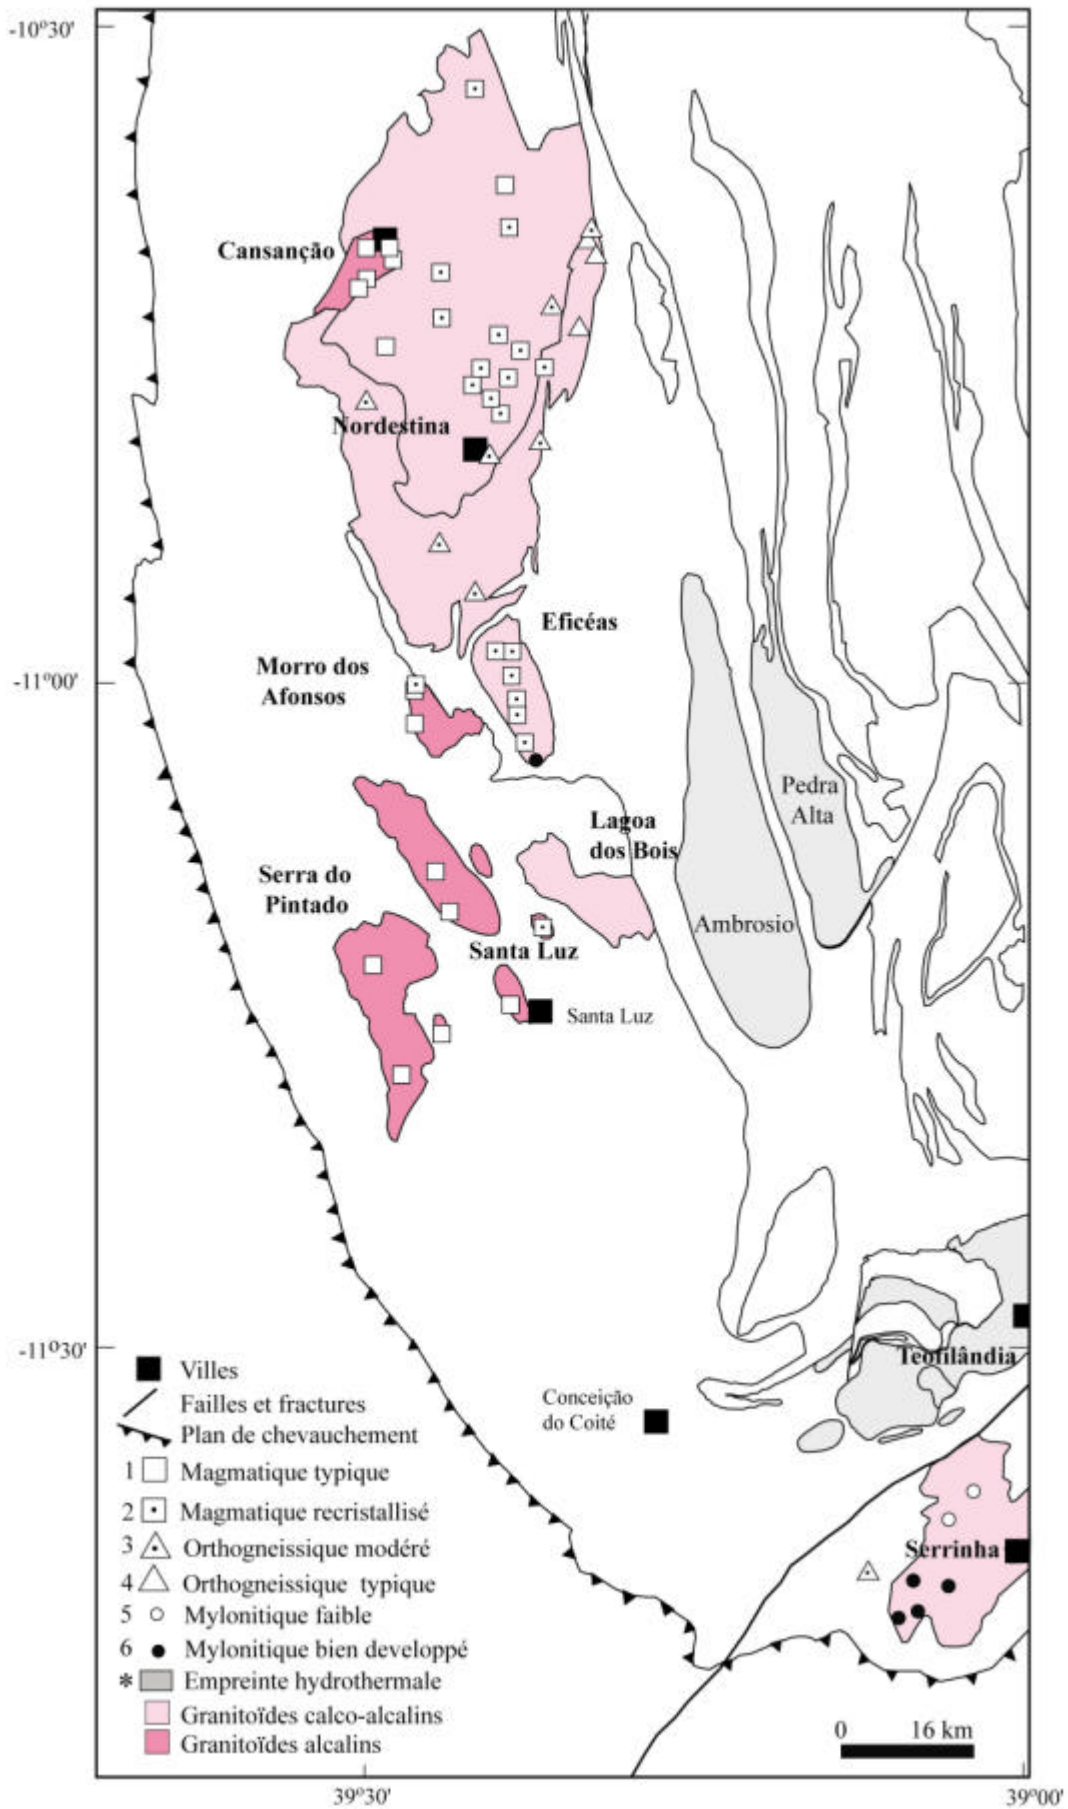 -10°30'
Cansanção
Nordestina
Eficéas
-11°00'
Morro dos
Afonsos
Pedra
Alta
Lagoa
dos Bois
Serra do
Pintado
Ambrosio
Santa Luz
Santa Luz
-11°30'
Teofilândia
Conceição
do Coité
Serrinha
Villes
Failles et fractures
Plan de chevauchement
1 Magmatique typique
2 Magmatique recristallisé
3 Orthogneissique modéré
4 Orthogneissique typique
5 Mylonitique faible
6 Mylonitique bien developpé
* Empreinte hydrothermale
Granitoïdes calco-alcalins
Granitoïdes alcalins
0 16 km
39°30'
39°00'